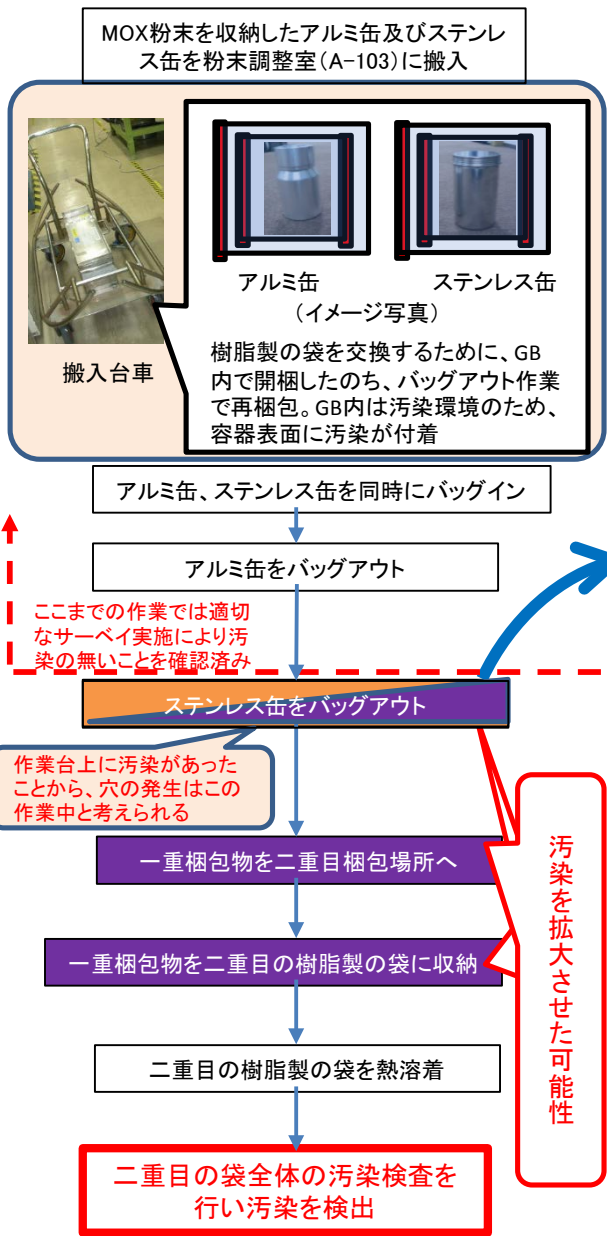 MOX粉末を収納したアルミ缶及びステンレ
ス缶を粉末調整室(A-103)に搬入
搬入台車
アルミ缶
ステンレス缶
(イメージ写真)
樹脂製の袋を交換するために、GB
内で開梱したのち、バッグアウト作業
で再梱包。GB内は汚染環境のため、
容器表面に汚染が付着
アルミ缶、ステンレス缶を同時にバッグイン
アルミ缶をバッグアウト
ここまでの作業では適切
なサーベイ実施により汚
染の無いことを確認済み
ステンレス缶をバッグアウト
作業台上に汚染があった
ことから、穴の発生はこの
作業中と考えられる
一重梱包物を二重目梱包場所へ
一重梱包物を二重目の樹脂製の袋に収納
汚染を拡大させた可能性
二重目の樹脂製の袋を熱溶着
二重目の袋全体の汚染検査を
行い汚染を検出